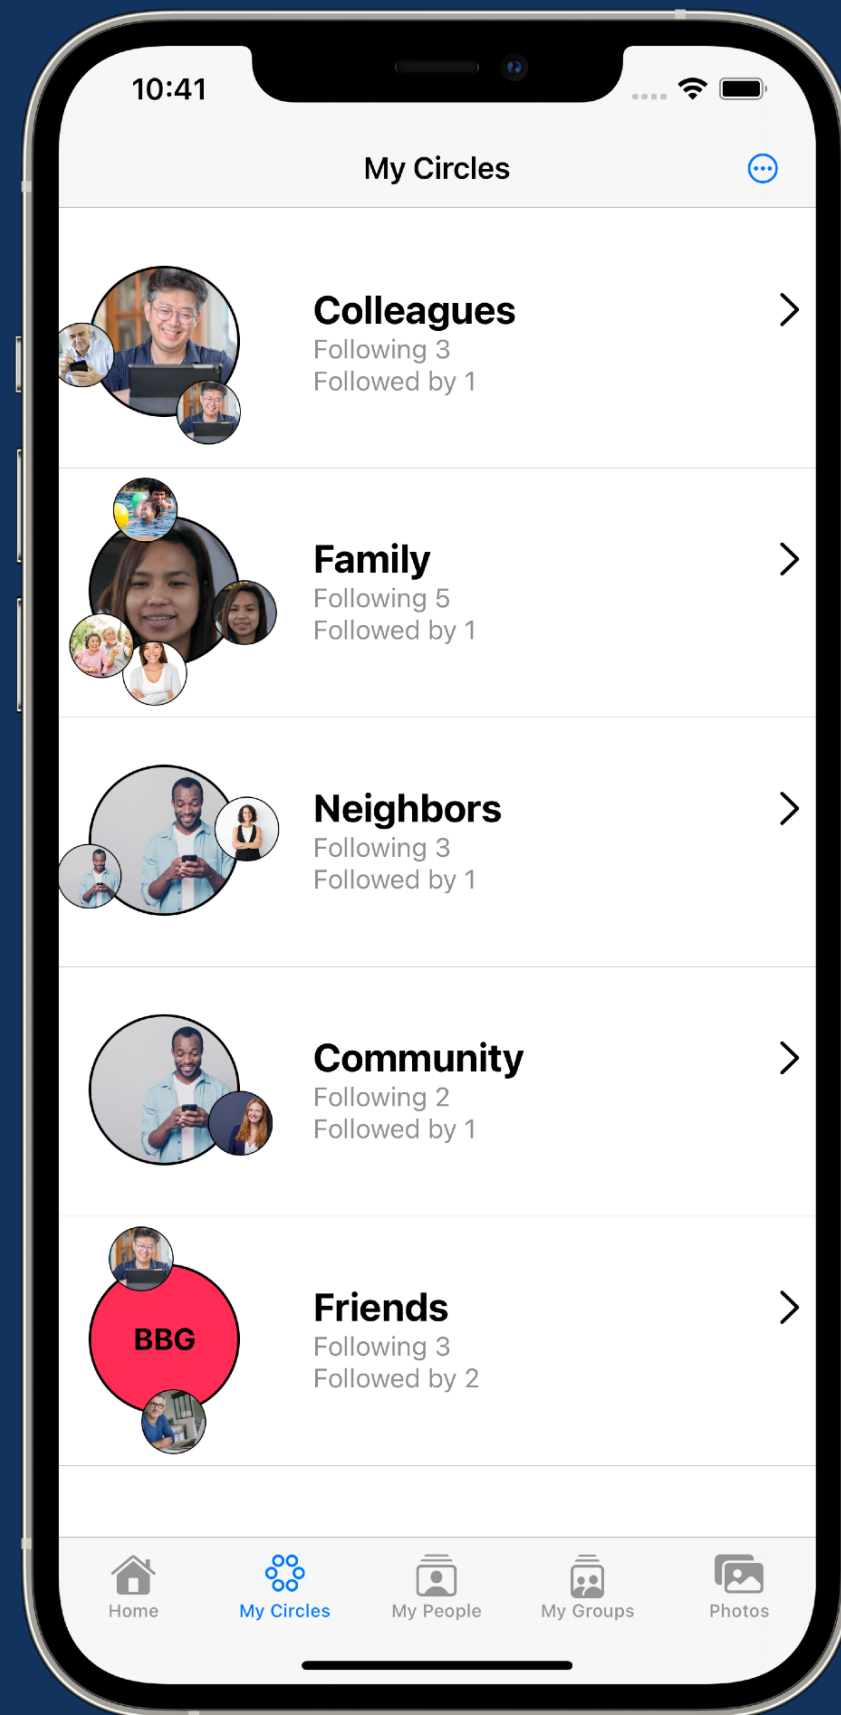 10:41
My Circles
Colleagues
Following 3
Followed by 1
Family
Following 5
Followed by 1
Neighbors
Following 3
Followed by 1
Community
Following 2
Followed by 1
BBG
Friends
Following 3
Followed by 2
Home
My Circles
My People
My Groups
Photos